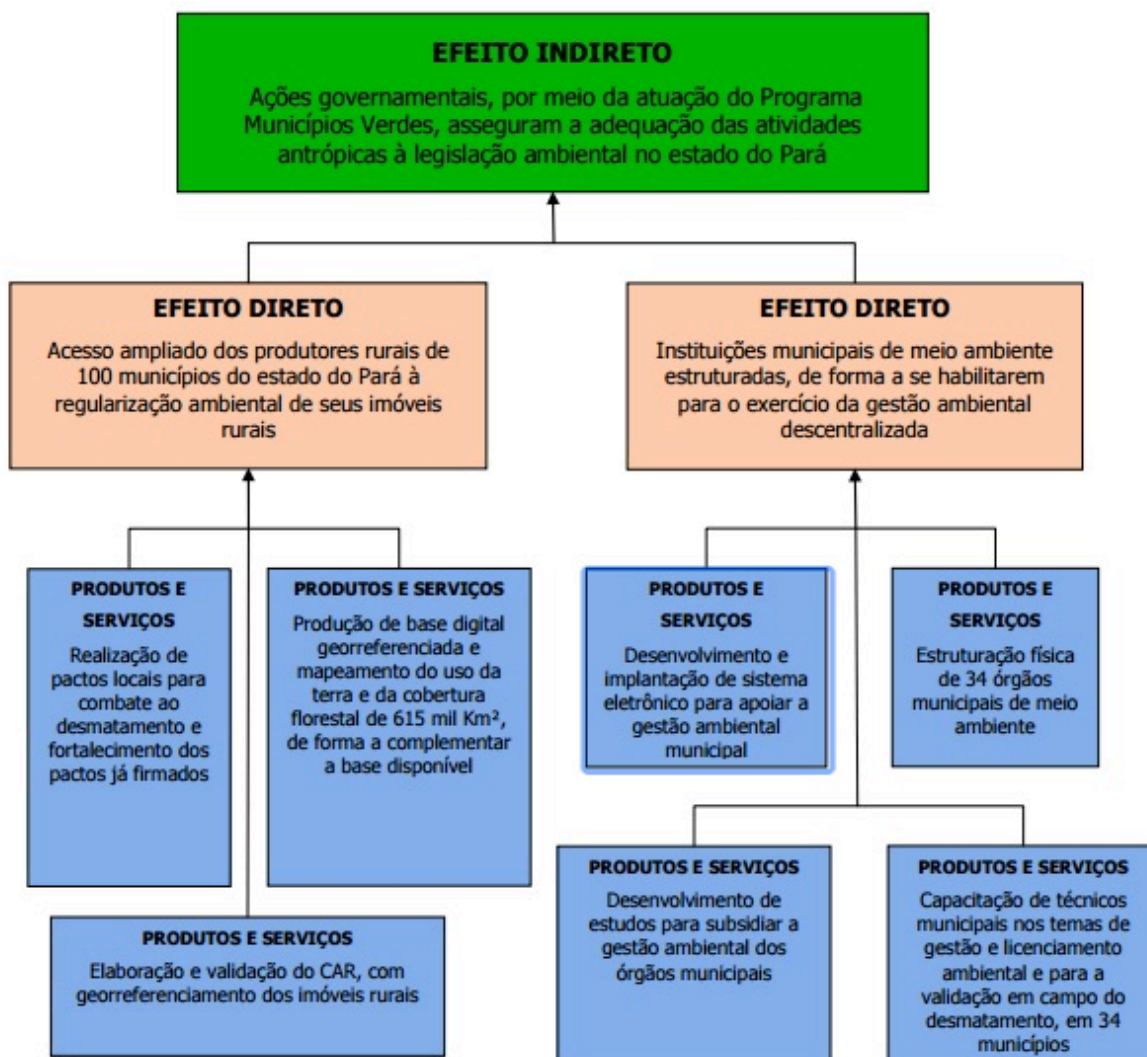 EFEITO INDIRETO
Ações governamentais, por meio da atuação do Programa
Municípios Verdes, asseguram a adequação das atividades
antrópicas à legislação ambiental no estado do Pará
EFEITO DIRETO
Acesso ampliado dos produtores rurais de
100 municípios do estado do Pará à
regularização ambiental de seus imóveis
rurais
EFEITO DIRETO
Instituições municipais de meio ambiente
estruturadas, de forma a se habilitarem
para o exercício da gestão ambiental
descentralizada
PRODUTOS E
SERVIÇOS
Realização de
pactos locais para
combate ao
desmatamento e
fortalecimento dos
pactos já firmados
PRODUTOS E SERVIÇOS
Produção de base digital
georreferenciada e
mapeamento do uso da
terra e da cobertura
florestal de 615 mil Km²,
de forma a complementar
a base disponível
PRODUTOS E
SERVIÇOS
Desenvolvimento e
implantação de sistema
eletrônico para apoiar a
gestão ambiental
municipal
PRODUTOS E
SERVIÇOS
Estruturação física
de 34 órgãos
municipais de meio
ambiente
PRODUTOS E SERVIÇOS
Elaboração e validação do CAR, com
georreferenciamento dos imóveis rurais
PRODUTOS E SERVIÇOS
Desenvolvimento de
estudos para subsidiar a
gestão ambiental dos
órgãos municipais
PRODUTOS E SERVIÇOS
Capacitação de técnicos
municipais nos temas de
gestão e licenciamento
ambiental e para a
validação em campo do
desmatamento, em 34
municípios